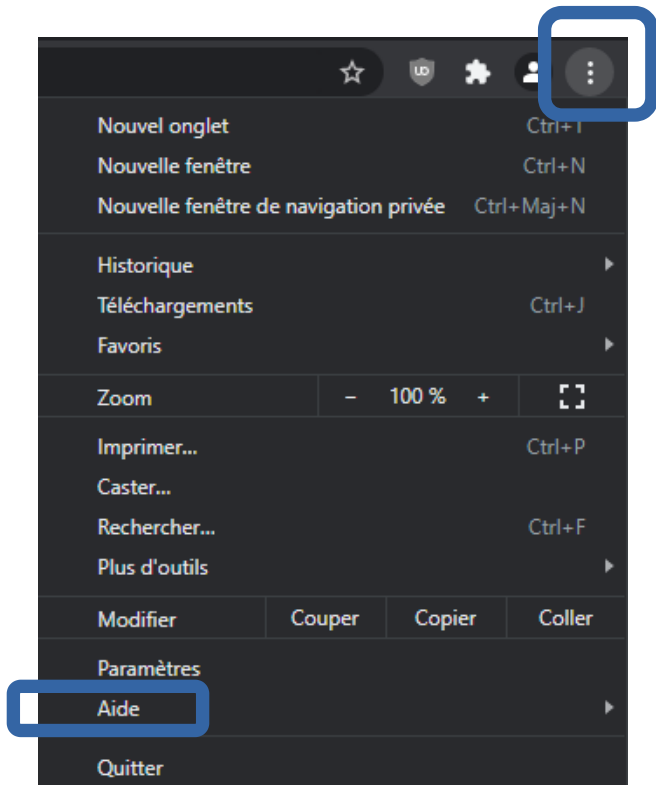 Nouvel onglet Ctrl+T
Nouvelle fenêtre Ctrl+N
Nouvelle fenêtre de navigation privée Ctrl+Maj+N
Historique
Téléchargements Ctrl+J
Favoris
Zoom - 100 % +
Imprimer... Ctrl+P
Caster...
Rechercher... Ctrl+F
Plus d'outils
Modifier Couper Copier Coller
Paramètres
Aide
Quitter